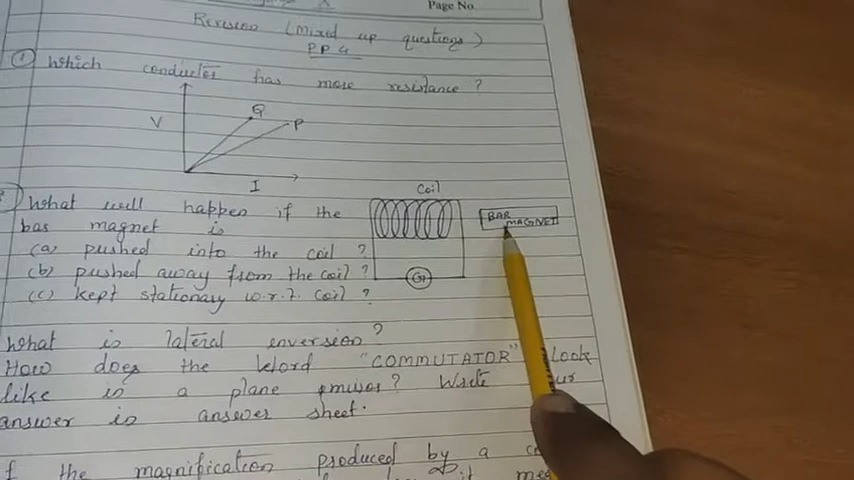 Page No.
Revision (Mixed up questions)
PP 4
1 Which conductor has more resistance ?
V
Q
P
I
2 What will happen if the
bar magnet is
(a) pushed into the coil ?
(b) pushed away from the coil ?
(c) kept stationary w.r.t. coil ?
Coil
BAR
MAGNET
G
What is lateral inversion ?
How does the word "COMMUTATOR" look
like in a plane mirror? Write ur
answer in answer sheet.
f the magnification produced by a